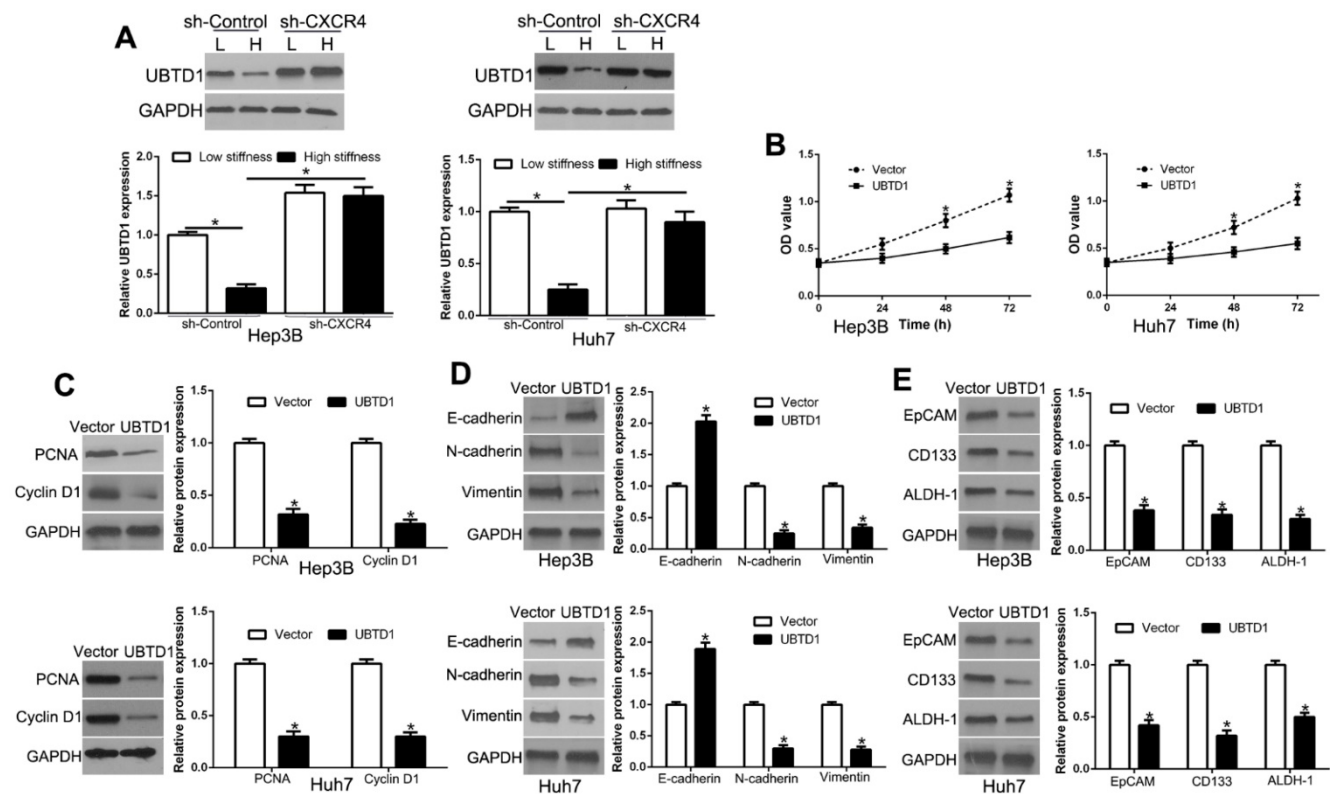 A
sh-Control sh-CXCR4
L H L H
UBTD1
GAPDH
Low stiffness High stiffness
Relative UBTD1 expression
2.0
1.5
1.0
0.5
0.0
*
*
sh-Control sh-CXCR4
Hep3B
sh-Control sh-CXCR4
L H L H
UBTD1
GAPDH
Low stiffness High stiffness
Relative UBTD1 expression
1.5
1.0
0.5
0.0
*
*
sh-Control sh-CXCR4
Huh7
B
Vector
UBTD1
OD value
1.5
1.0
0.5
0.0
* *
0 24 48 72
Hep3B Time (h)
Vector
UBTD1
OD value
1.5
1.0
0.5
0.0
* *
0 24 48 72
Huh7 Time (h)
C
Vector UBTD1
PCNA
Cyclin D1
GAPDH
Relative protein expression
1.5
1.0
0.5
0.0
Vector UBTD1
* *
PCNA Cyclin D1
Hep3B
Vector UBTD1
PCNA
Cyclin D1
GAPDH
Relative protein expression
1.5
1.0
0.5
0.0
Vector UBTD1
* *
PCNA Cyclin D1
Huh7
D
Vector UBTD1
E-cadherin
N-cadherin
Vimentin
GAPDH
Hep3B
Relative protein expression
2.5
2.0
1.5
1.0
0.5
0.0
Vector
UBTD1
* * *
E-cadherin N-cadherin Vimentin
Vector UBTD1
E-cadherin
N-cadherin
Vimentin
GAPDH
Huh7
Relative protein expression
2.5
2.0
1.5
1.0
0.5
0.0
Vector
UBTD1
* * *
E-cadherin N-cadherin Vimentin
E
Vector UBTD1
EpCAM
CD133
ALDH-1
GAPDH
Hep3B
Relative protein expression
1.5
1.0
0.5
0.0
Vector UBTD1
* * *
EpCAM CD133 ALDH-1
Vector UBTD1
EpCAM
CD133
ALDH-1
GAPDH
Huh7
Relative protein expression
1.5
1.0
0.5
0.0
Vector UBTD1
* * *
EpCAM CD133 ALDH-1